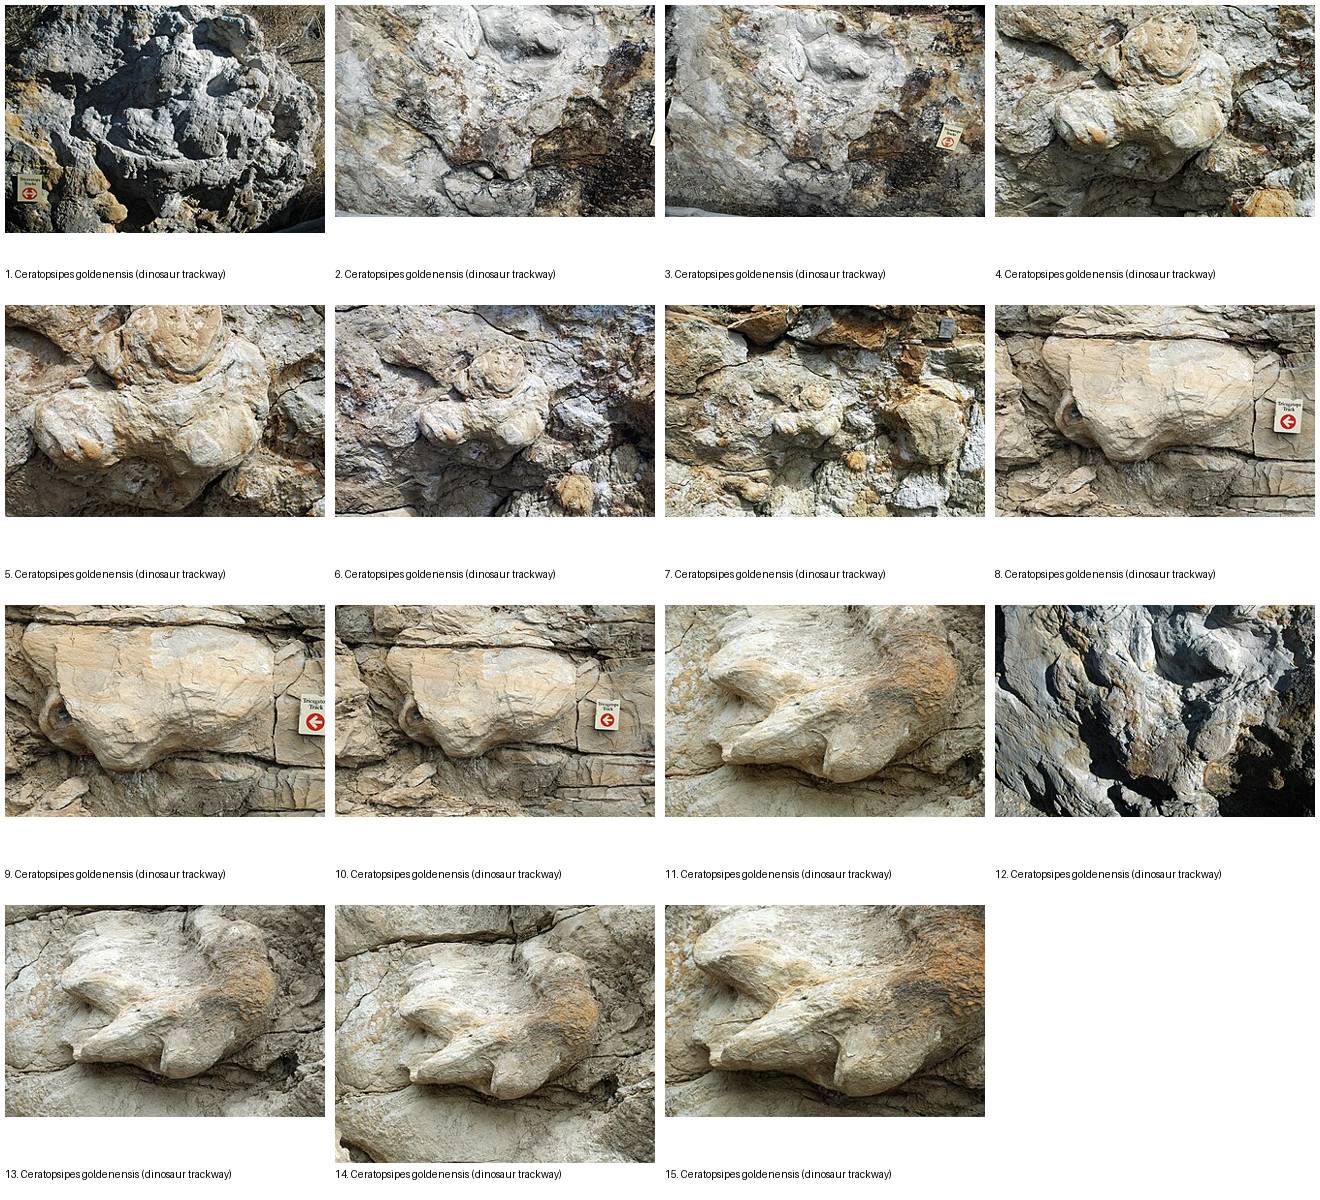 1. Ceratopsipes goldenensis (dinosaur trackway)
2. Ceratopsipes goldenensis (dinosaur trackway)
3. Ceratopsipes goldenensis (dinosaur trackway)
4. Ceratopsipes goldenensis (dinosaur trackway)
5. Ceratopsipes goldenensis (dinosaur trackway)
6. Ceratopsipes goldenensis (dinosaur trackway)
7. Ceratopsipes goldenensis (dinosaur trackway)
Triceratops
Track
8. Ceratopsipes goldenensis (dinosaur trackway)
Track
9. Ceratopsipes goldenensis (dinosaur trackway)
Triceratops
Track
10. Ceratopsipes goldenensis (dinosaur trackway)
11. Ceratopsipes goldenensis (dinosaur trackway)
12. Ceratopsipes goldenensis (dinosaur trackway)
13. Ceratopsipes goldenensis (dinosaur trackway)
14. Ceratopsipes goldenensis (dinosaur trackway)
15. Ceratopsipes goldenensis (dinosaur trackway)